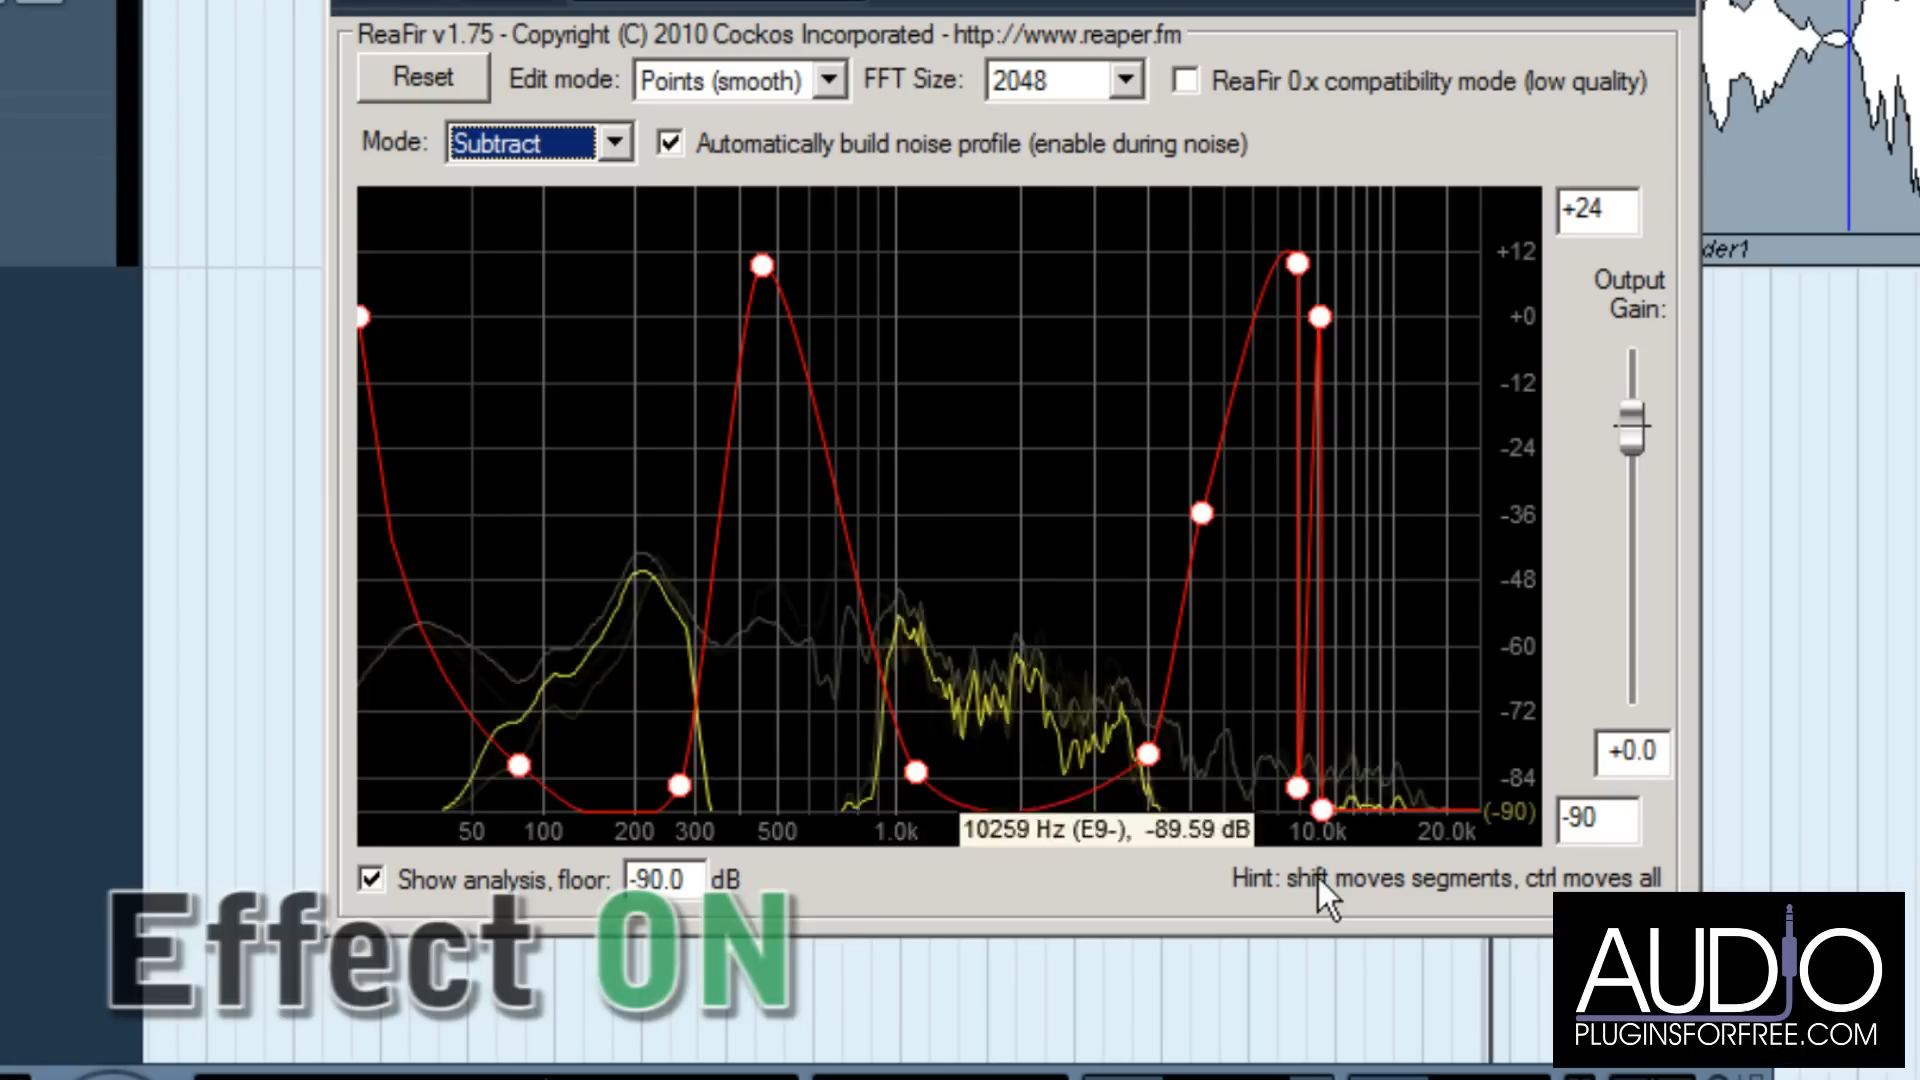 ReaFir v1.75 - Copyright (C) 2010 Cockos Incorporated - http://www.reaper.fm
Reset Edit mode: Points (smooth) FFT Size: 2048 ReaFir 0.x compatibility mode (low quality)
Mode: Subtract Automatically build noise profile (enable during noise)
+24
der1
+12
Output
Gain:
+0
-12
-24
-36
-48
-60
-72
+0.0
-84
(-90)
-90
50 100 200 300 500 1.0k 10259 Hz (E9-), -89.59 dB 10.0k 20.0k
Show analysis, floor: -90.0 dB
Hint: shift moves segments, ctrl moves all
Effect ON
AUDIO
PLUGINSFORFREE.COM